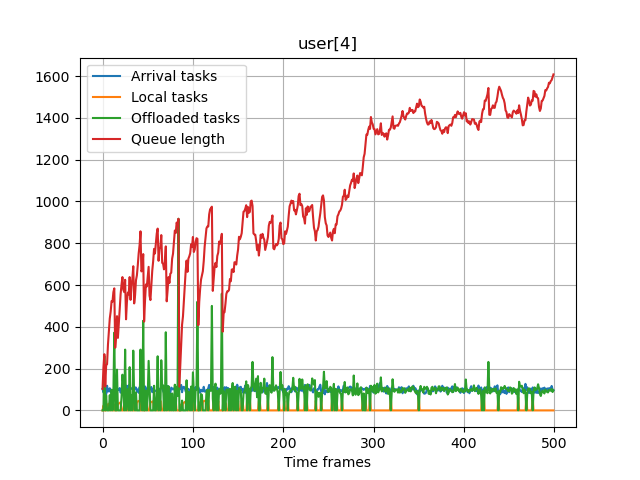 user[4]
Arrival tasks
Local tasks
Offloaded tasks
Queue length
1600
1400
1200
1000
800
600
400
200
0
0 100 200 300 400 500
Time frames